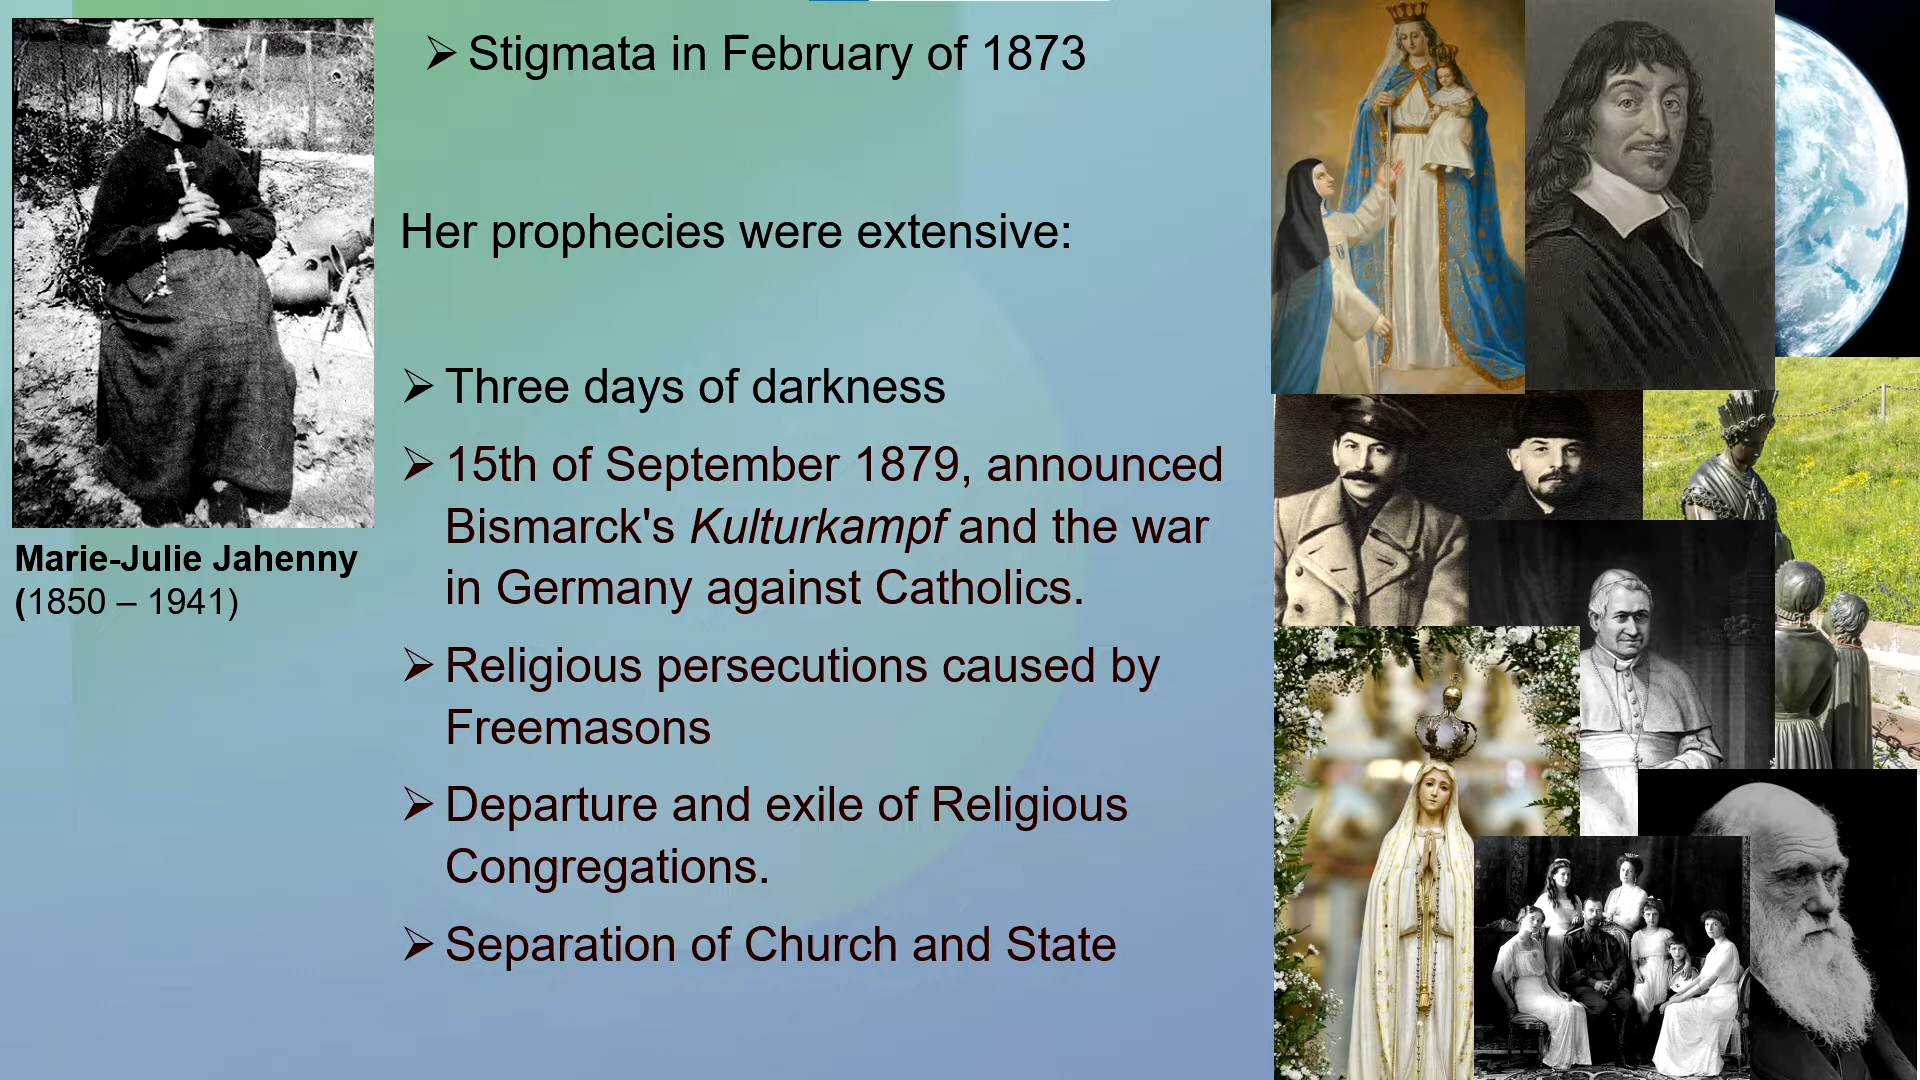 ➢ Stigmata in February of 1873
Her prophecies were extensive:
➢ Three days of darkness
➢ 15th of September 1879, announced
Bismarck's Kulturkampf and the war
in Germany against Catholics.
➢ Religious persecutions caused by
Freemasons
➢ Departure and exile of Religious
Congregations.
➢ Separation of Church and State
Marie-Julie Jahenny
(1850 – 1941)